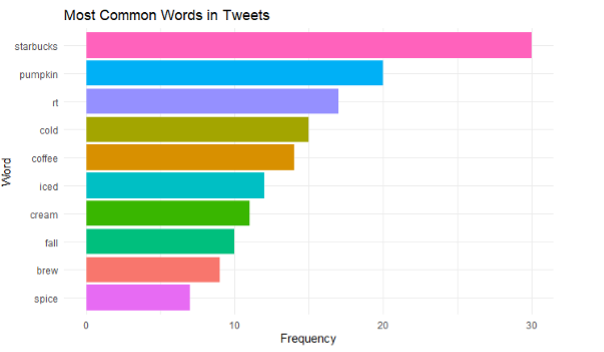 Most Common Words in Tweets
starbucks
pumpkin
rt
cold
coffee
iced
cream
fall
brew
spice
Word
0 10 20 30
Frequency